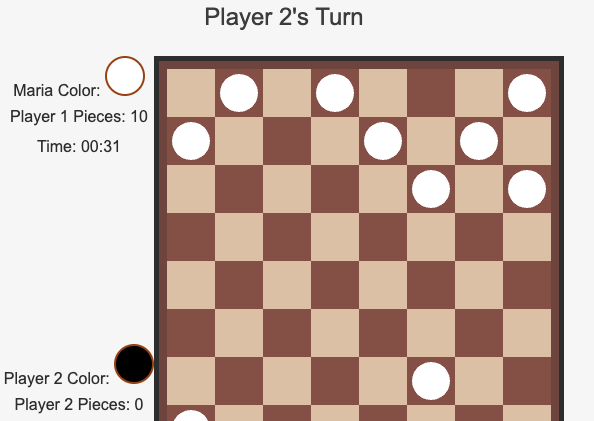 Player 2's Turn
Maria Color:
Player 1 Pieces: 10
Time: 00:31
Player 2 Color:
Player 2 Pieces: 0